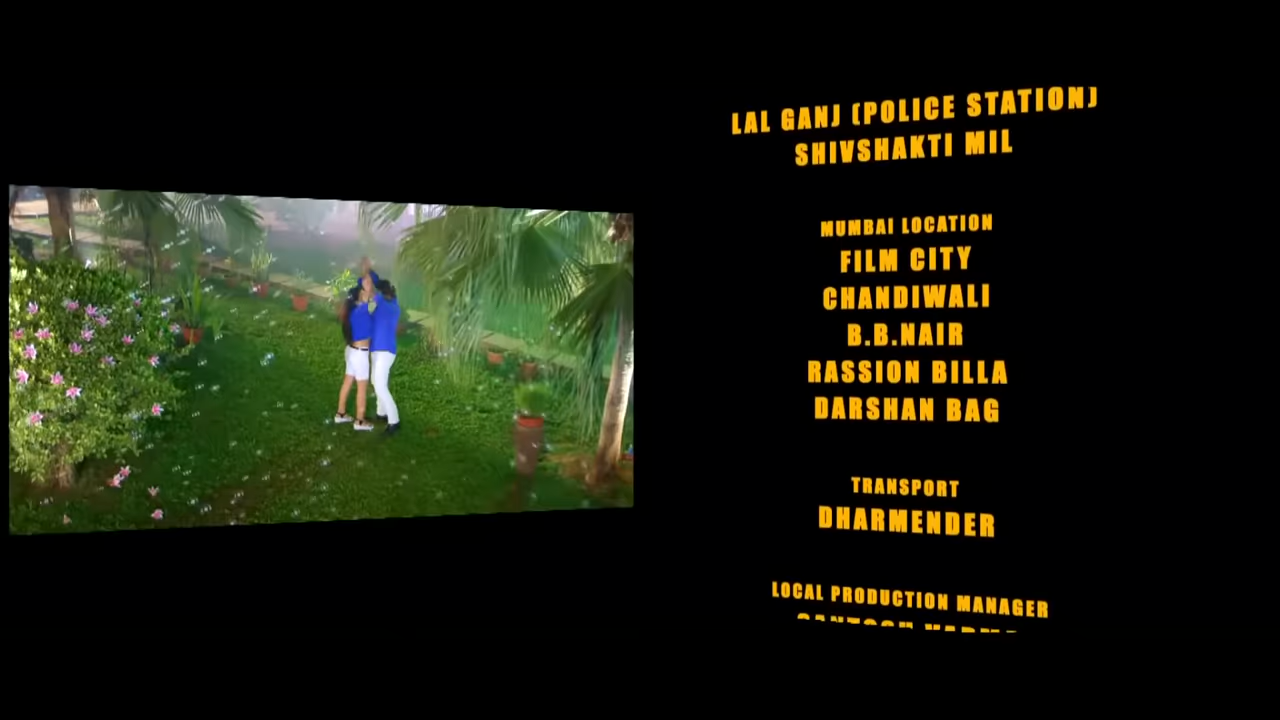 LAL GANJ (POLICE STATION)
SHIVSHAKTI MIL
MUMBAI LOCATION
FILM CITY
CHANDIWALI
B.B.NAIR
RASSION BILLA
DARSHAN BAG
TRANSPORT
DHARMENDER
LOCAL PRODUCTION MANAGER